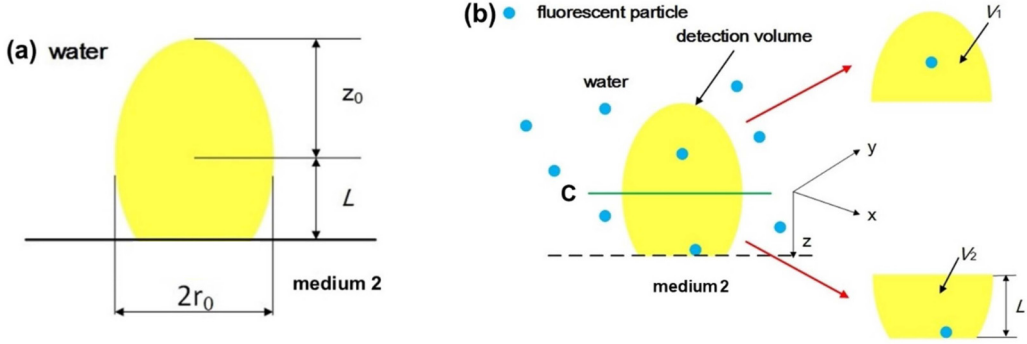 (a) water
z₀
L
medium 2
2r₀
(b) fluorescent particle
detection volume
water
C
y
x
z
medium 2
V₁
V₂
L